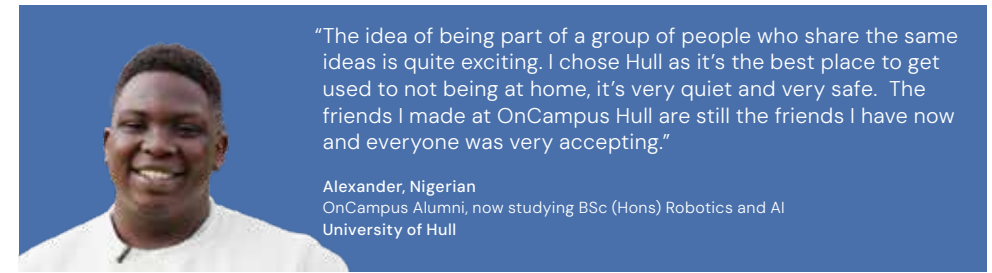 “The idea of being part of a group of people who share the same
ideas is quite exciting. I chose Hull as it’s the best place to get
used to not being at home, it’s very quiet and very safe.  The
friends I made at OnCampus Hull are still the friends I have now
and everyone was very accepting.”
Alexander, Nigerian
OnCampus Alumni, now studying BSc (Hons) Robotics and AI
University of Hull